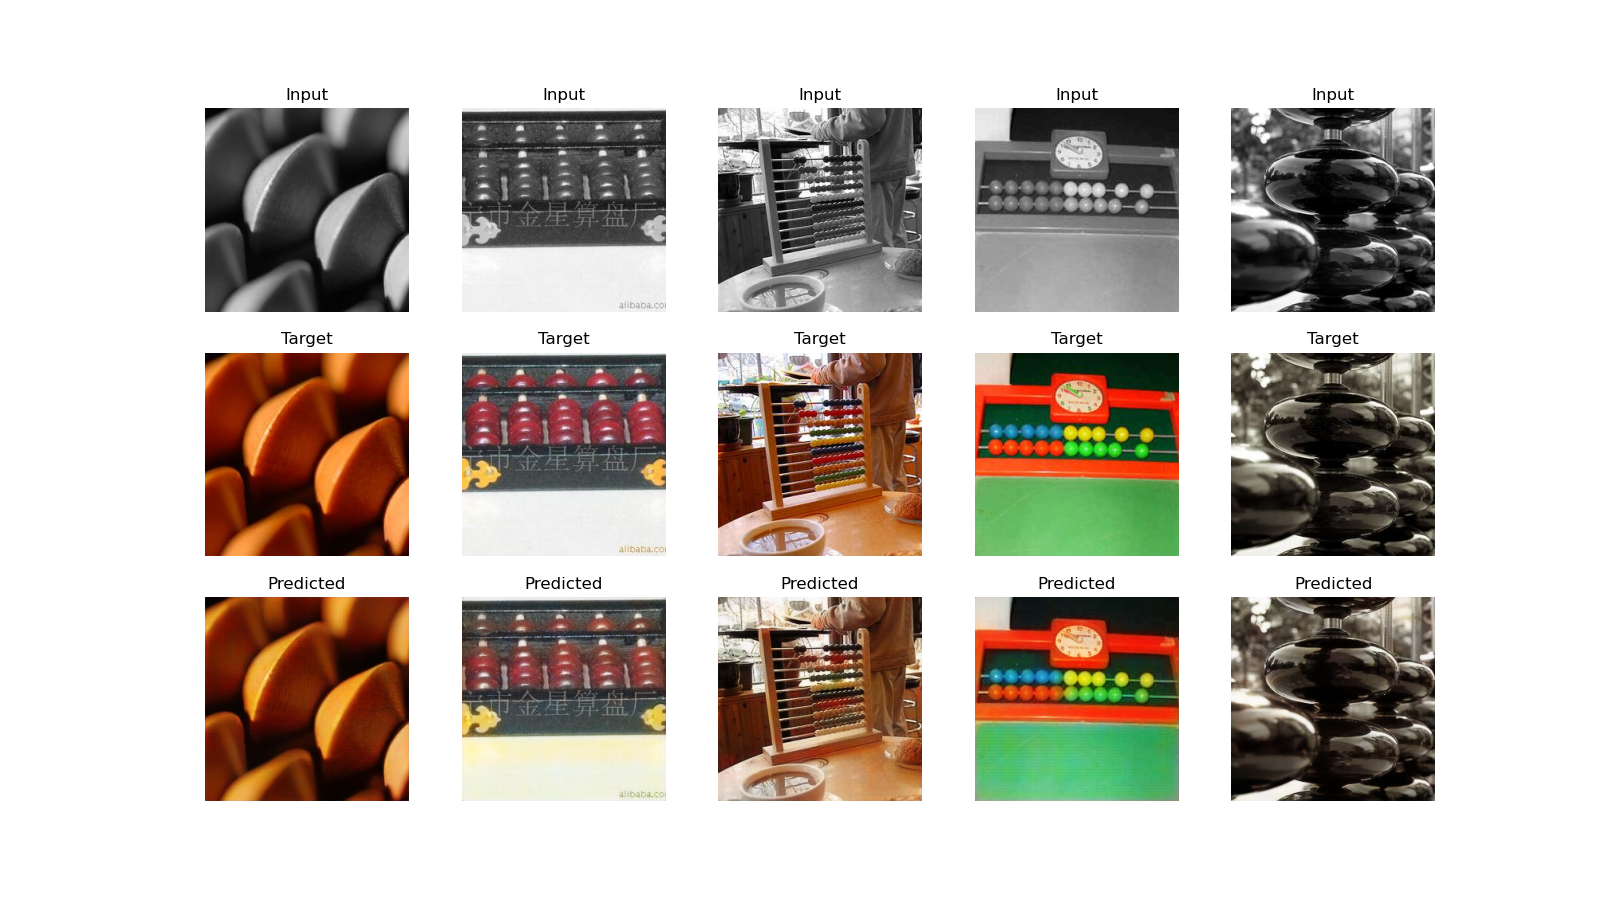 Input Input Input Input Input
市金星算盘厂
alibaba.co
Target Target Target Target Target
市金星算盘厂
alibaba.co
Predicted Predicted Predicted Predicted Predicted
市金星算盘厂
alibaba.co